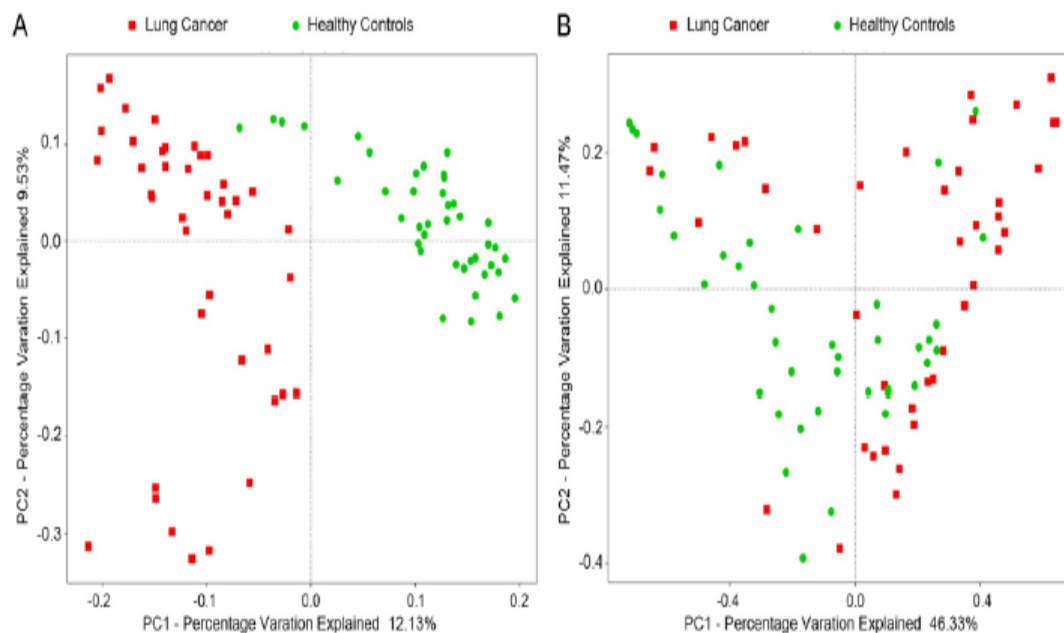 A
Lung Cancer
Healthy Controls
PC2 - Percentage Varation Explained 9.53%
0.1
0.0
-0.1
-0.2
-0.3
-0.2
-0.1
0.0
0.1
0.2
PC1 - Percentage Varation Explained 12.13%
B
Lung Cancer
Healthy Controls
PC2 - Percentage Varation Explained 11.47%
0.2
0.0
-0.2
-0.4
-0.4
0.0
0.4
PC1 - Percentage Varation Explained 46.33%